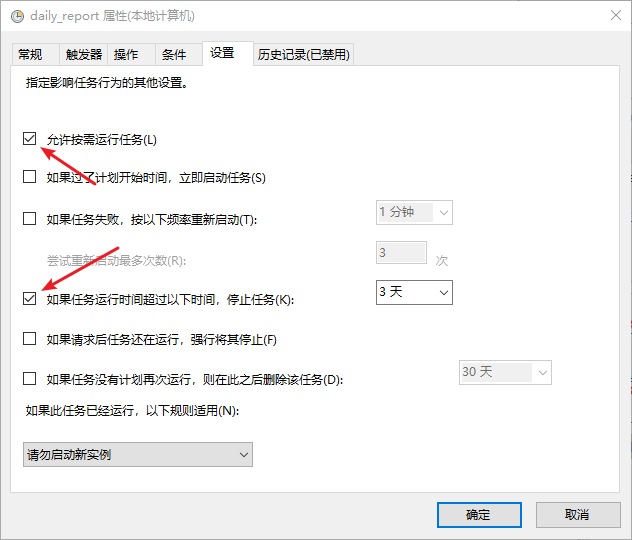 daily_report 属性(本地计算机)
常规 触发器 操作 条件 设置 历史记录(已禁用)
指定影响任务行为的其他设置。
允许按需运行任务(L)
如果过了计划开始时间，立即启动任务(S)
如果任务失败，按以下频率重新启动(T): 1 分钟
尝试重新启动最多次数(R): 3 次
如果任务运行时间超过以下时间，停止任务(K): 3 天
如果请求后任务还在运行，强行将其停止(F)
如果任务没有计划再次运行，则在此之后删除该任务(D): 30 天
如果此任务已经运行，以下规则适用(N):
请勿启动新实例
确定 取消